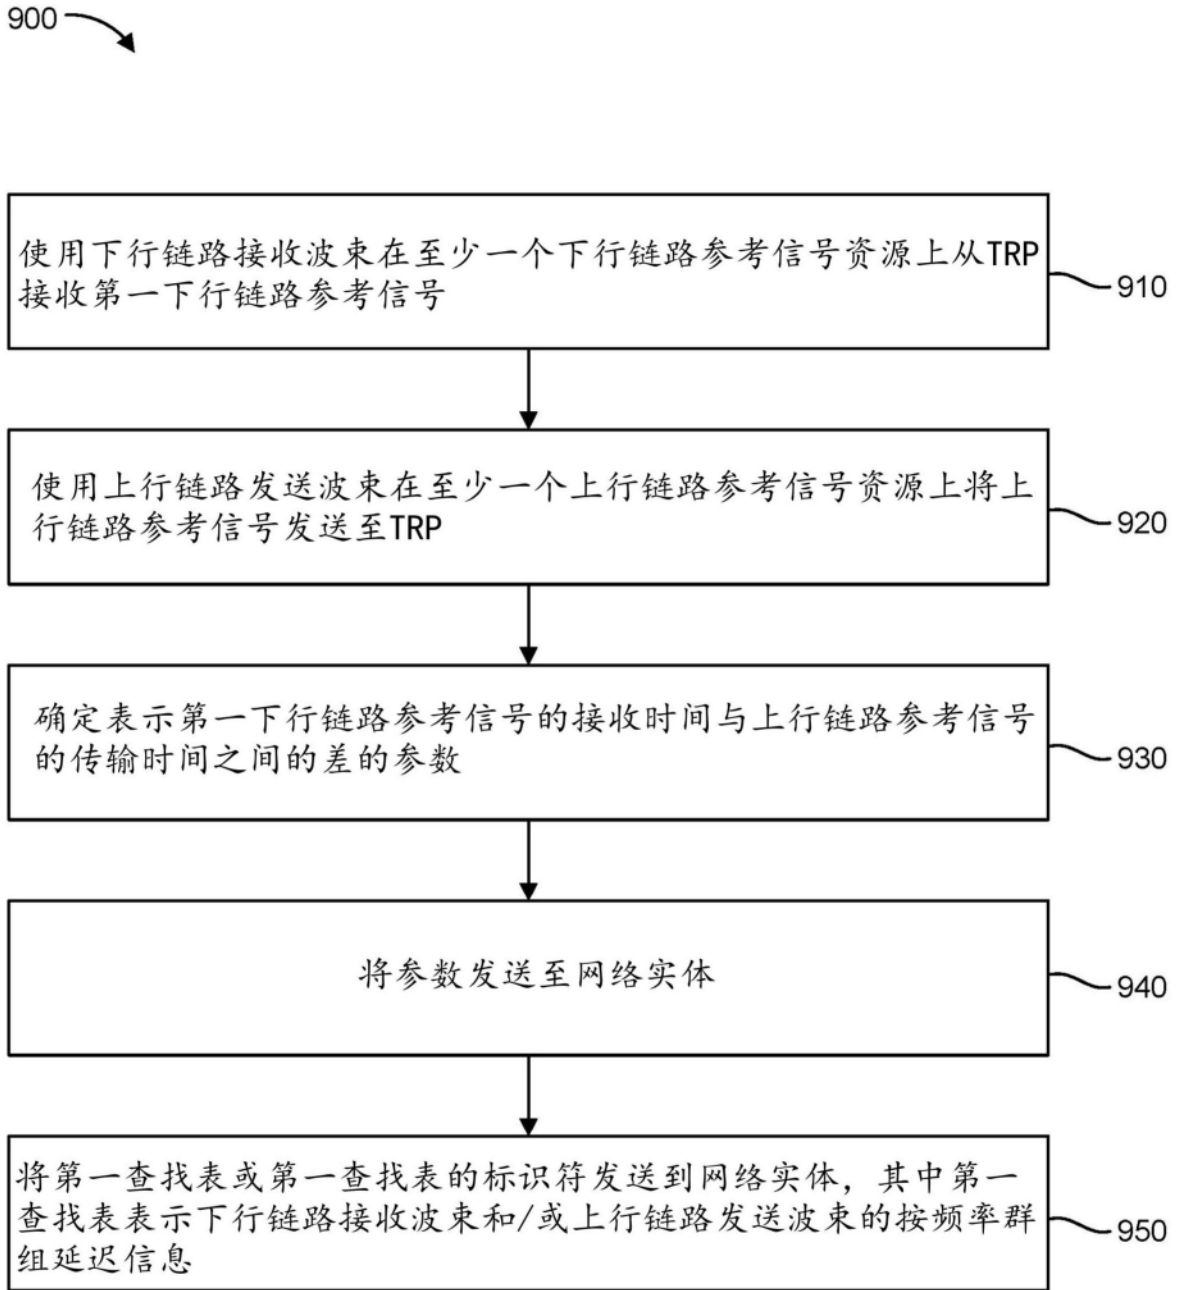 900
使用下行链路接收波束在至少一个下行链路参考信号资源上从TRP
接收第一下行链路参考信号
910
使用上行链路发送波束在至少一个上行链路参考信号资源上将上
行链路参考信号发送至TRP
920
确定表示第一下行链路参考信号的接收时间与上行链路参考信号
的传输时间之间的差的参数
930
将参数发送至网络实体
940
将第一查找表或第一查找表的标识符发送到网络实体，其中第一
查找表表示下行链路接收波束和/或上行链路发送波束的按频率群
组延迟信息
950